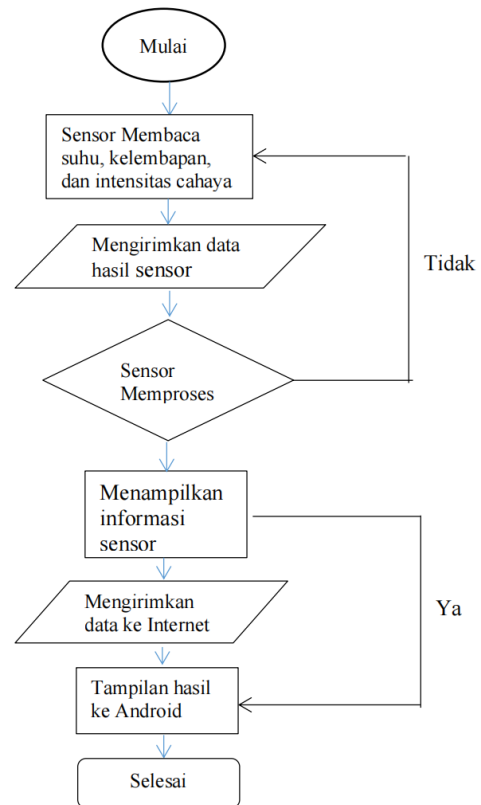 Mulai
Sensor Membaca
suhu, kelembapan,
dan intensitas cahaya
Mengirimkan data
hasil sensor
Tidak
Sensor
Memproses
Menampilkan
informasi
sensor
Mengirimkan
data ke Internet
Ya
Tampilan hasil
ke Android
Selesai